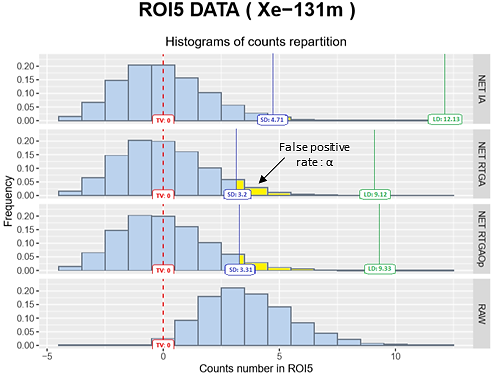 ROI5 DATA ( Xe−131m )
Histograms of counts repartition
Frequency
0.20
0.15
0.10
0.05
0.00
TV: 0
SD: 4.71
LD: 12.13
NET IA
0.20
0.15
0.10
0.05
0.00
False positive
rate : α
TV: 0
SD: 3.2
LD: 9.12
NET RTGA
0.20
0.15
0.10
0.05
0.00
TV: 0
SD: 3.31
LD: 9.33
NET RTGAOp
0.20
0.15
0.10
0.05
0.00
TV: 0
RAW
−5
0
5
10
Counts number in ROI5